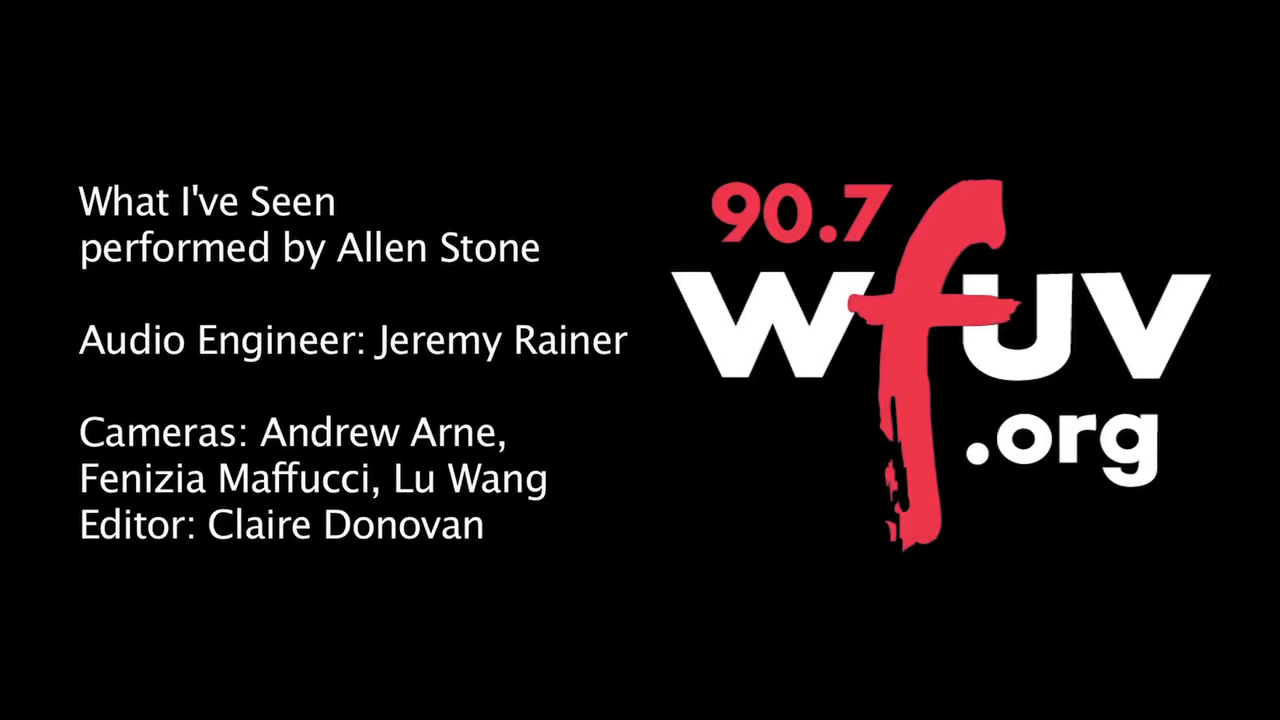 What I've Seen
performed by Allen Stone
Audio Engineer: Jeremy Rainer
Cameras: Andrew Arne,
Fenizia Maffucci, Lu Wang
Editor: Claire Donovan
90.7
wfuv
.org